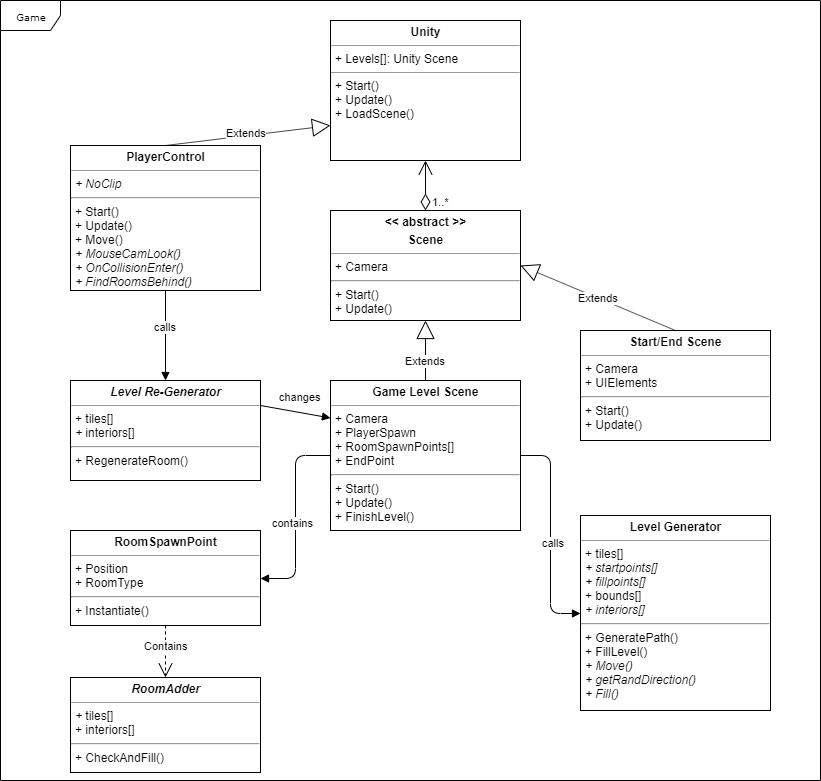 Game
Unity
+ Levels[]: Unity Scene
+ Start()
+ Update()
+ LoadScene()
Extends
PlayerControl
+ NoClip
+ Start()
+ Update()
+ Move()
+ MouseCamLook()
+ OnCollisionEnter()
+ FindRoomsBehind()
1..*
<< abstract >>
Scene
+ Camera
+ Start()
+ Update()
Extends
Start/End Scene
+ Camera
+ UIElements
+ Start()
+ Update()
calls
Extends
Level Re-Generator
+ tiles[]
+ interiors[]
+ RegenerateRoom()
changes
Game Level Scene
+ Camera
+ PlayerSpawn
+ RoomSpawnPoints[]
+ EndPoint
+ Start()
+ Update()
+ FinishLevel()
contains
calls
RoomSpawnPoint
+ Position
+ RoomType
+ Instantiate()
Level Generator
+ tiles[]
+ startpoints[]
+ fillpoints[]
+ bounds[]
+ interiors[]
+ GeneratePath()
+ FillLevel()
+ Move()
+ getRandDirection()
+ Fill()
Contains
RoomAdder
+ tiles[]
+ interiors[]
+ CheckAndFill()